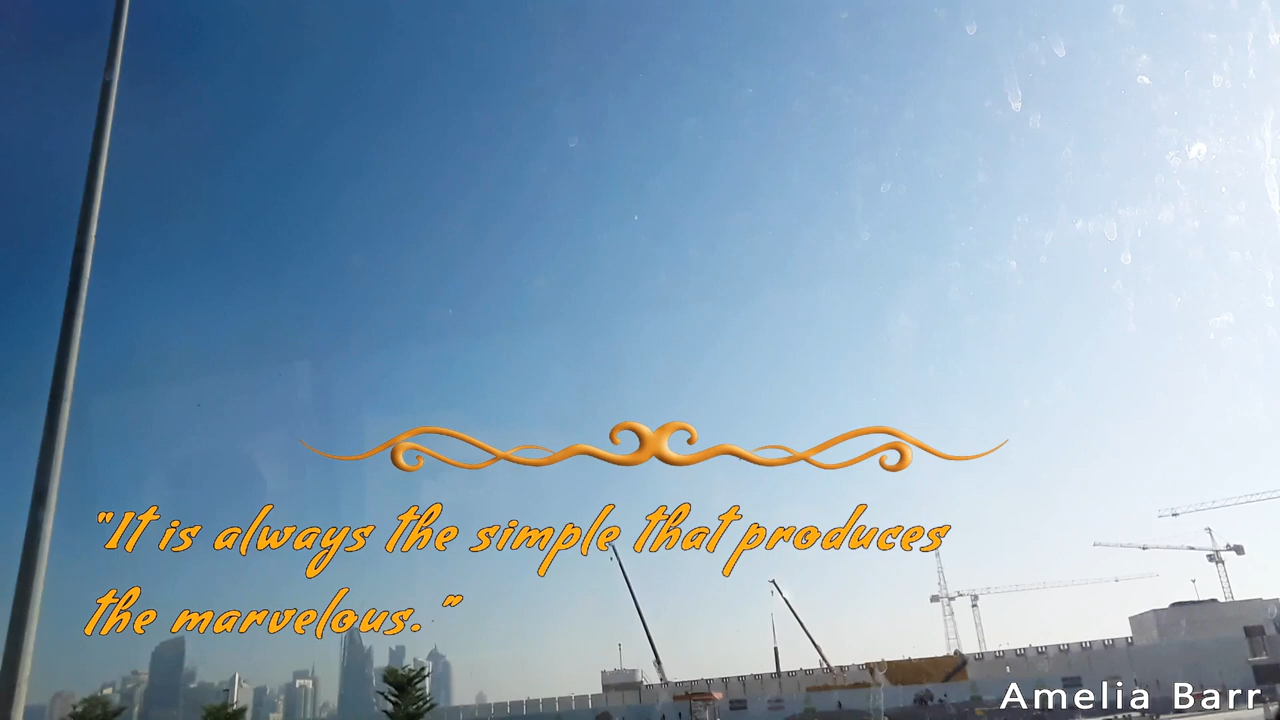 "It is always the simple that produces
the marvelous."
Amelia Barr